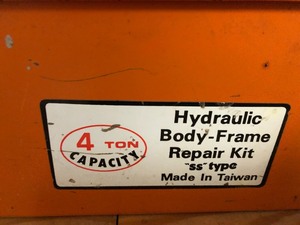 4 TON
CAPACITY
Hydraulic
Body-Frame
Repair Kit
"SS" type
Made In Taiwan